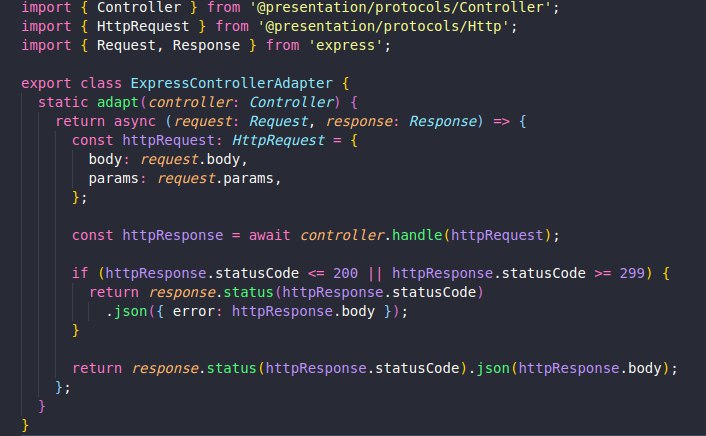 import { Controller } from '@presentation/protocols/Controller';
import { HttpRequest } from '@presentation/protocols/Http';
import { Request, Response } from 'express';

export class ExpressControllerAdapter {
  static adapt(controller: Controller) {
    return async (request: Request, response: Response) => {
      const httpRequest: HttpRequest = {
        body: request.body,
        params: request.params,
      };

      const httpResponse = await controller.handle(httpRequest);

      if (httpResponse.statusCode <= 200 || httpResponse.statusCode >= 299) {
        return response.status(httpResponse.statusCode)
          .json({ error: httpResponse.body });
      }

      return response.status(httpResponse.statusCode).json(httpResponse.body);
    };
  }
}